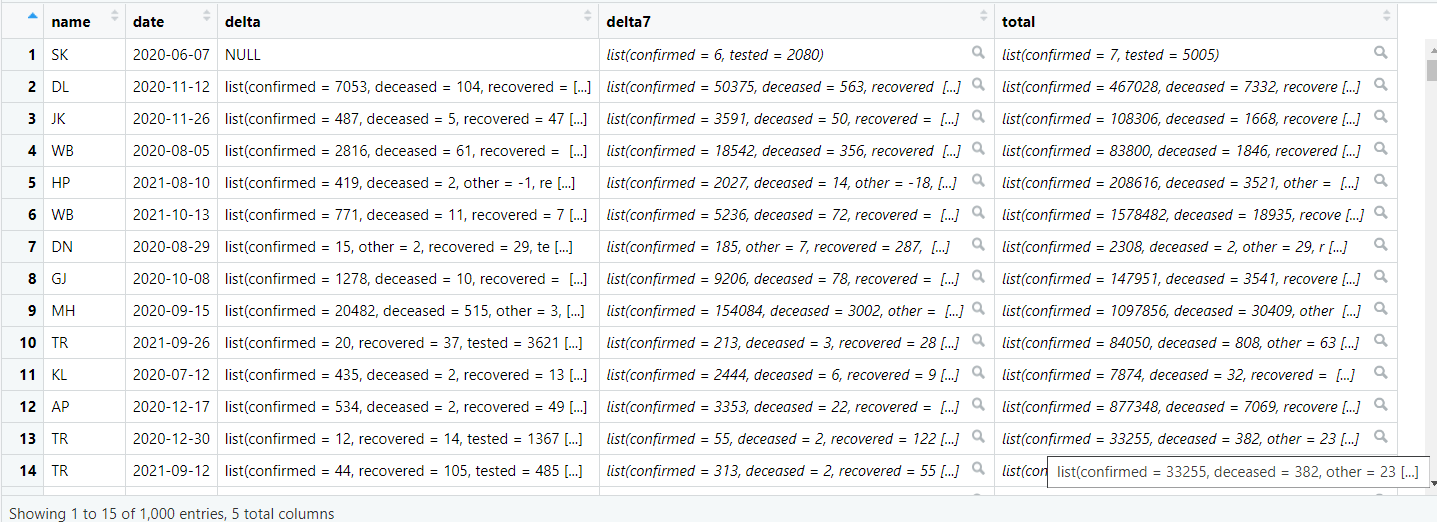 name date delta delta7 total
1 SK 2020-06-07 NULL list(confirmed = 6, tested = 2080) list(confirmed = 7, tested = 5005)
2 DL 2020-11-12 list(confirmed = 7053, deceased = 104, recovered = [...] list(confirmed = 50375, deceased = 563, recovered [...] list(confirmed = 467028, deceased = 7332, recovere [...]
3 JK 2020-11-26 list(confirmed = 487, deceased = 5, recovered = 47 [...] list(confirmed = 3591, deceased = 50, recovered = [...] list(confirmed = 108306, deceased = 1668, recovere [...]
4 WB 2020-08-05 list(confirmed = 2816, deceased = 61, recovered = [...] list(confirmed = 18542, deceased = 356, recovered [...] list(confirmed = 83800, deceased = 1846, recovered [...]
5 HP 2021-08-10 list(confirmed = 419, deceased = 2, other = -1, re [...] list(confirmed = 2027, deceased = 14, other = -18, [...] list(confirmed = 208616, deceased = 3521, other = [...]
6 WB 2021-10-13 list(confirmed = 771, deceased = 11, recovered = 7 [...] list(confirmed = 5236, deceased = 72, recovered = [...] list(confirmed = 1578482, deceased = 18935, recove [...]
7 DN 2020-08-29 list(confirmed = 15, other = 2, recovered = 29, te [...] list(confirmed = 185, other = 7, recovered = 287, [...] list(confirmed = 2308, deceased = 2, other = 29, r [...]
8 GJ 2020-10-08 list(confirmed = 1278, deceased = 10, recovered = [...] list(confirmed = 9206, deceased = 78, recovered = [...] list(confirmed = 147951, deceased = 3541, recovere [...]
9 MH 2020-09-15 list(confirmed = 20482, deceased = 515, other = 3, [...] list(confirmed = 154084, deceased = 3002, other = [...] list(confirmed = 1097856, deceased = 30409, other [...]
10 TR 2021-09-26 list(confirmed = 20, recovered = 37, tested = 3621 [...] list(confirmed = 213, deceased = 3, recovered = 28 [...] list(confirmed = 84050, deceased = 808, other = 63 [...]
11 KL 2020-07-12 list(confirmed = 435, deceased = 2, recovered = 13 [...] list(confirmed = 2444, deceased = 6, recovered = 9 [...] list(confirmed = 7874, deceased = 32, recovered = [...]
12 AP 2020-12-17 list(confirmed = 534, deceased = 2, recovered = 49 [...] list(confirmed = 3353, deceased = 22, recovered = [...] list(confirmed = 877348, deceased = 7069, recovere [...]
13 TR 2020-12-30 list(confirmed = 12, recovered = 14, tested = 1367 [...] list(confirmed = 55, deceased = 2, recovered = 122 [...] list(confirmed = 33255, deceased = 382, other = 23 [...]
14 TR 2021-09-12 list(confirmed = 44, recovered = 105, tested = 485 [...] list(confirmed = 313, deceased = 2, recovered = 55 [...] list(con list(confirmed = 33255, deceased = 382, other = 23 [...]
Showing 1 to 15 of 1,000 entries, 5 total columns